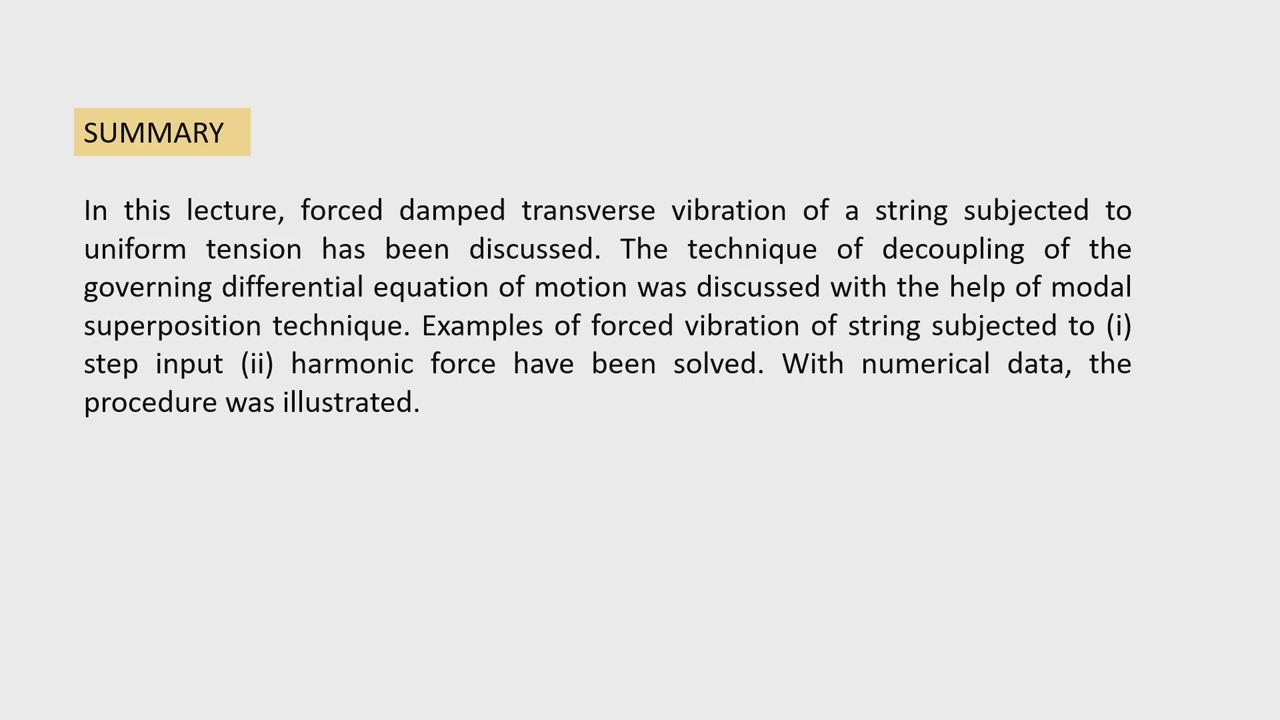 SUMMARY
In this lecture, forced damped transverse vibration of a string subjected to
uniform tension has been discussed. The technique of decoupling of the
governing differential equation of motion was discussed with the help of modal
superposition technique. Examples of forced vibration of string subjected to (i)
step input (ii) harmonic force have been solved. With numerical data, the
procedure was illustrated.